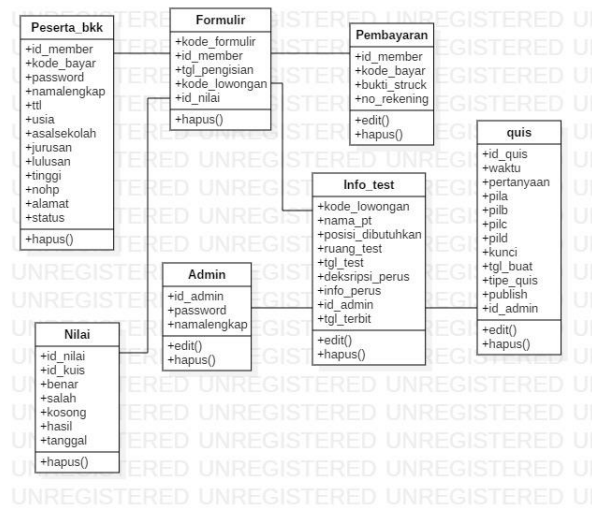 Peserta_bkk
+id_member
+kode_bayar
+password
+namalengkap
+ttl
+usia
+asalsekolah
+jurusan
+lulusan
+tinggi
+nohp
+alamat
+status
+hapus()
Formulir
+kode_formulir
+id_member
+tgl_pengisian
+kode_lowongan
+id_nilai
+hapus()
Pembayaran
+id_member
+kode_bayar
+bukti_struck
+no_rekening
+edit()
+hapus()
quis
+id_quis
+waktu
+pertanyaan
+pila
+pilb
+pilc
+pild
+kunci
+tgl_buat
+tipe_quis
+publish
+id_admin
+edit()
+hapus()
Info_test
+kode_lowongan
+nama_pt
+posisi_dibutuhkan
+ruang_test
+tgl_test
+deksripsi_perus
+info_perus
+id_admin
+tgl_terbit
+edit()
+hapus()
Admin
+id_admin
+password
+namalengkap
+edit()
+hapus()
Nilai
+id_nilai
+id_kuis
+benar
+salah
+kosong
+hasil
+tanggal
+hapus()
UNREGISTERED UNREGISTERED UNREGISTERED U